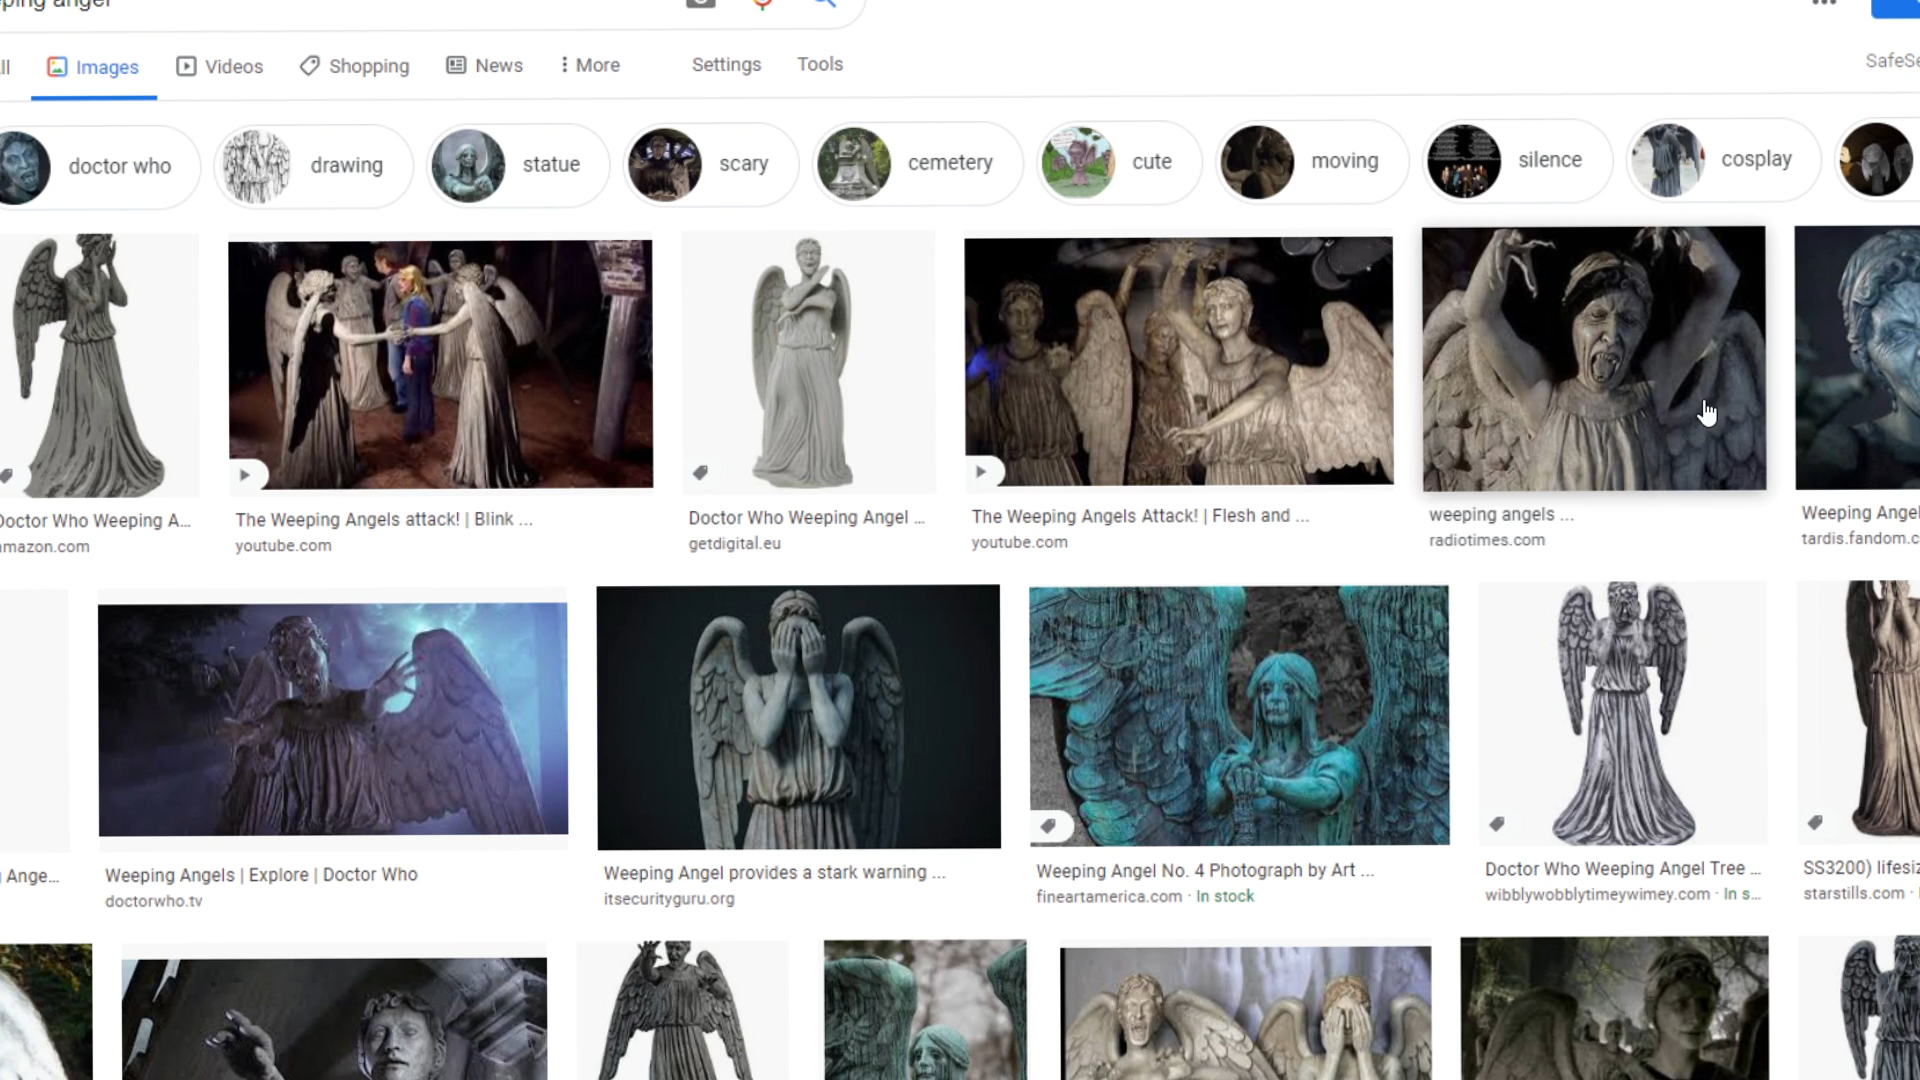 ping angel
Images
Videos
Shopping
News
More
Settings
Tools
SafeSe
doctor who
drawing
statue
scary
cemetery
cute
moving
silence
cosplay
Doctor Who Weeping A...
mazon.com
The Weeping Angels attack! | Blink ...
youtube.com
Doctor Who Weeping Angel ...
getdigital.eu
The Weeping Angels Attack! | Flesh and ...
youtube.com
weeping angels ...
radiotimes.com
Weeping Angel
tardis.fandom.c
Ange...
Weeping Angels | Explore | Doctor Who
doctorwho.tv
Weeping Angel provides a stark warning ...
itsecurityguru.org
Weeping Angel No. 4 Photograph by Art ...
fineartamerica.com · In stock
Doctor Who Weeping Angel Tree ...
wibblywobblytimeywimey.com · In s...
SS3200) lifesiz
starstills.com ·